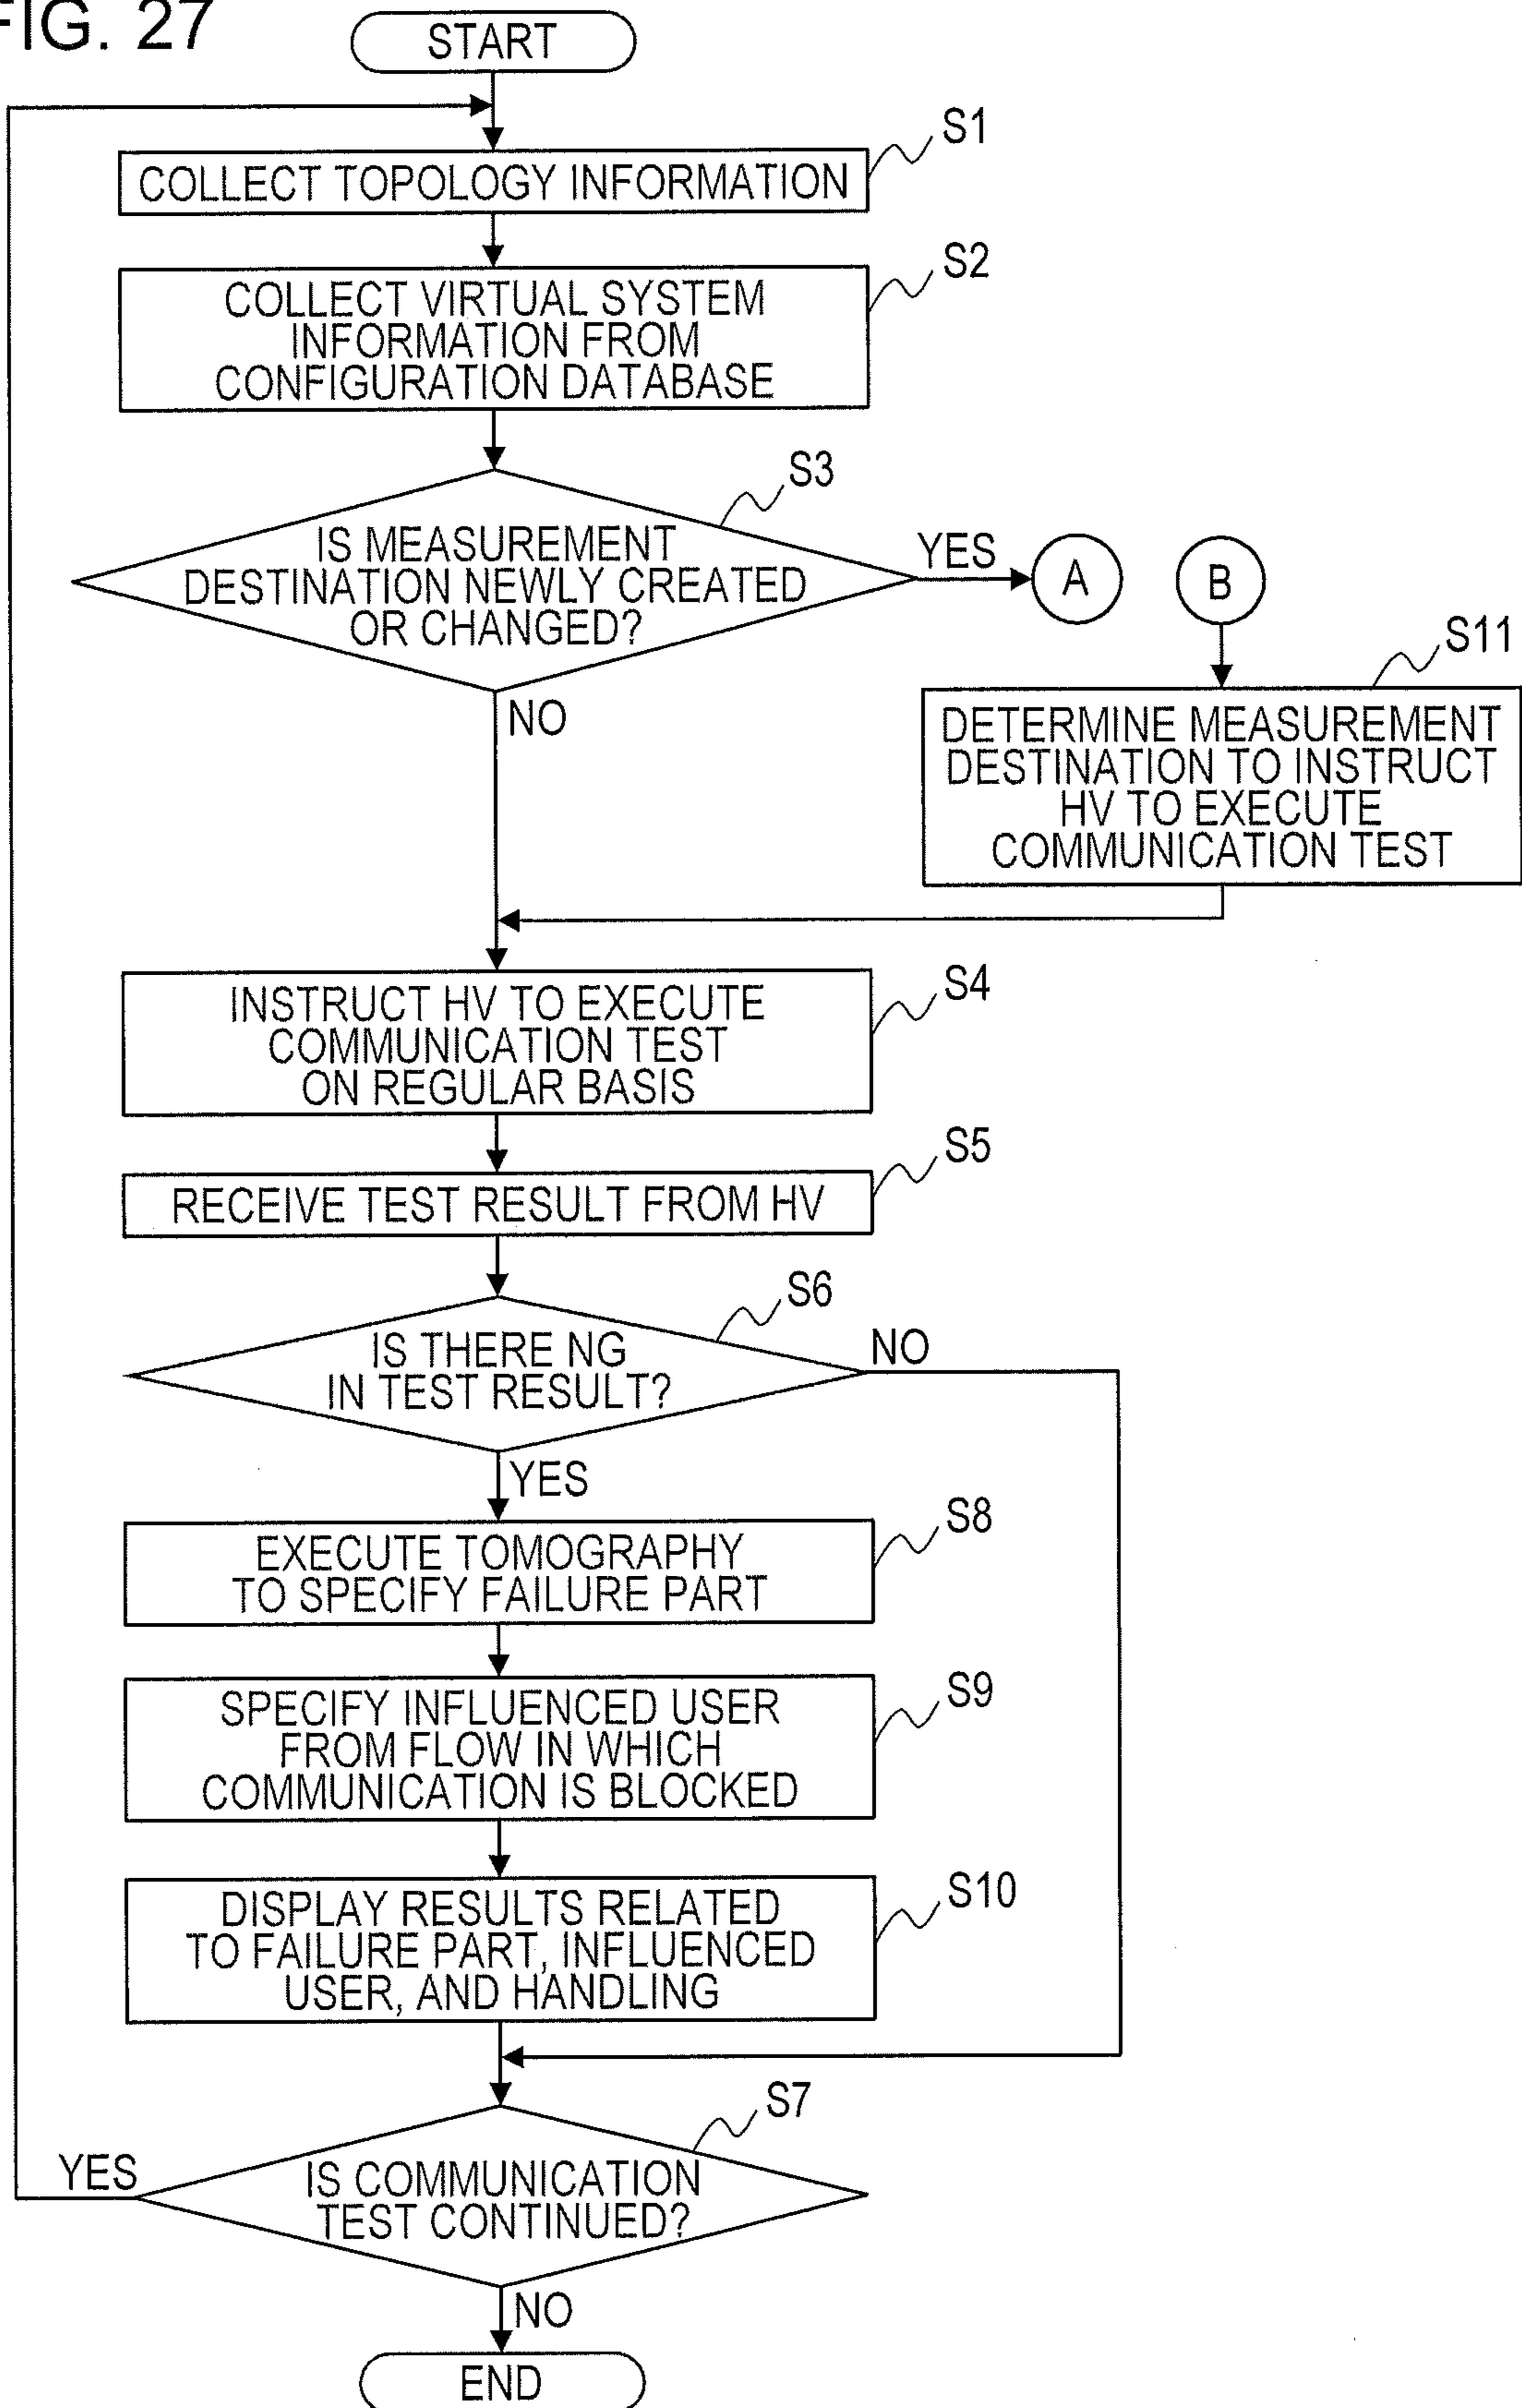 FIG. 27
START
S1
COLLECT TOPOLOGY INFORMATION
S2
COLLECT VIRTUAL SYSTEM
INFORMATION FROM
CONFIGURATION DATABASE
S3
IS MEASUREMENT
DESTINATION NEWLY CREATED
OR CHANGED?
YES
A
B
NO
S11
DETERMINE MEASUREMENT
DESTINATION TO INSTRUCT
HV TO EXECUTE
COMMUNICATION TEST
S4
INSTRUCT HV TO EXECUTE
COMMUNICATION TEST
ON REGULAR BASIS
S5
RECEIVE TEST RESULT FROM HV
S6
IS THERE NG
IN TEST RESULT?
NO
YES
S8
EXECUTE TOMOGRAPHY
TO SPECIFY FAILURE PART
S9
SPECIFY INFLUENCED USER
FROM FLOW IN WHICH
COMMUNICATION IS BLOCKED
S10
DISPLAY RESULTS RELATED
TO FAILURE PART, INFLUENCED
USER, AND HANDLING
S7
IS COMMUNICATION
TEST CONTINUED?
YES
NO
END